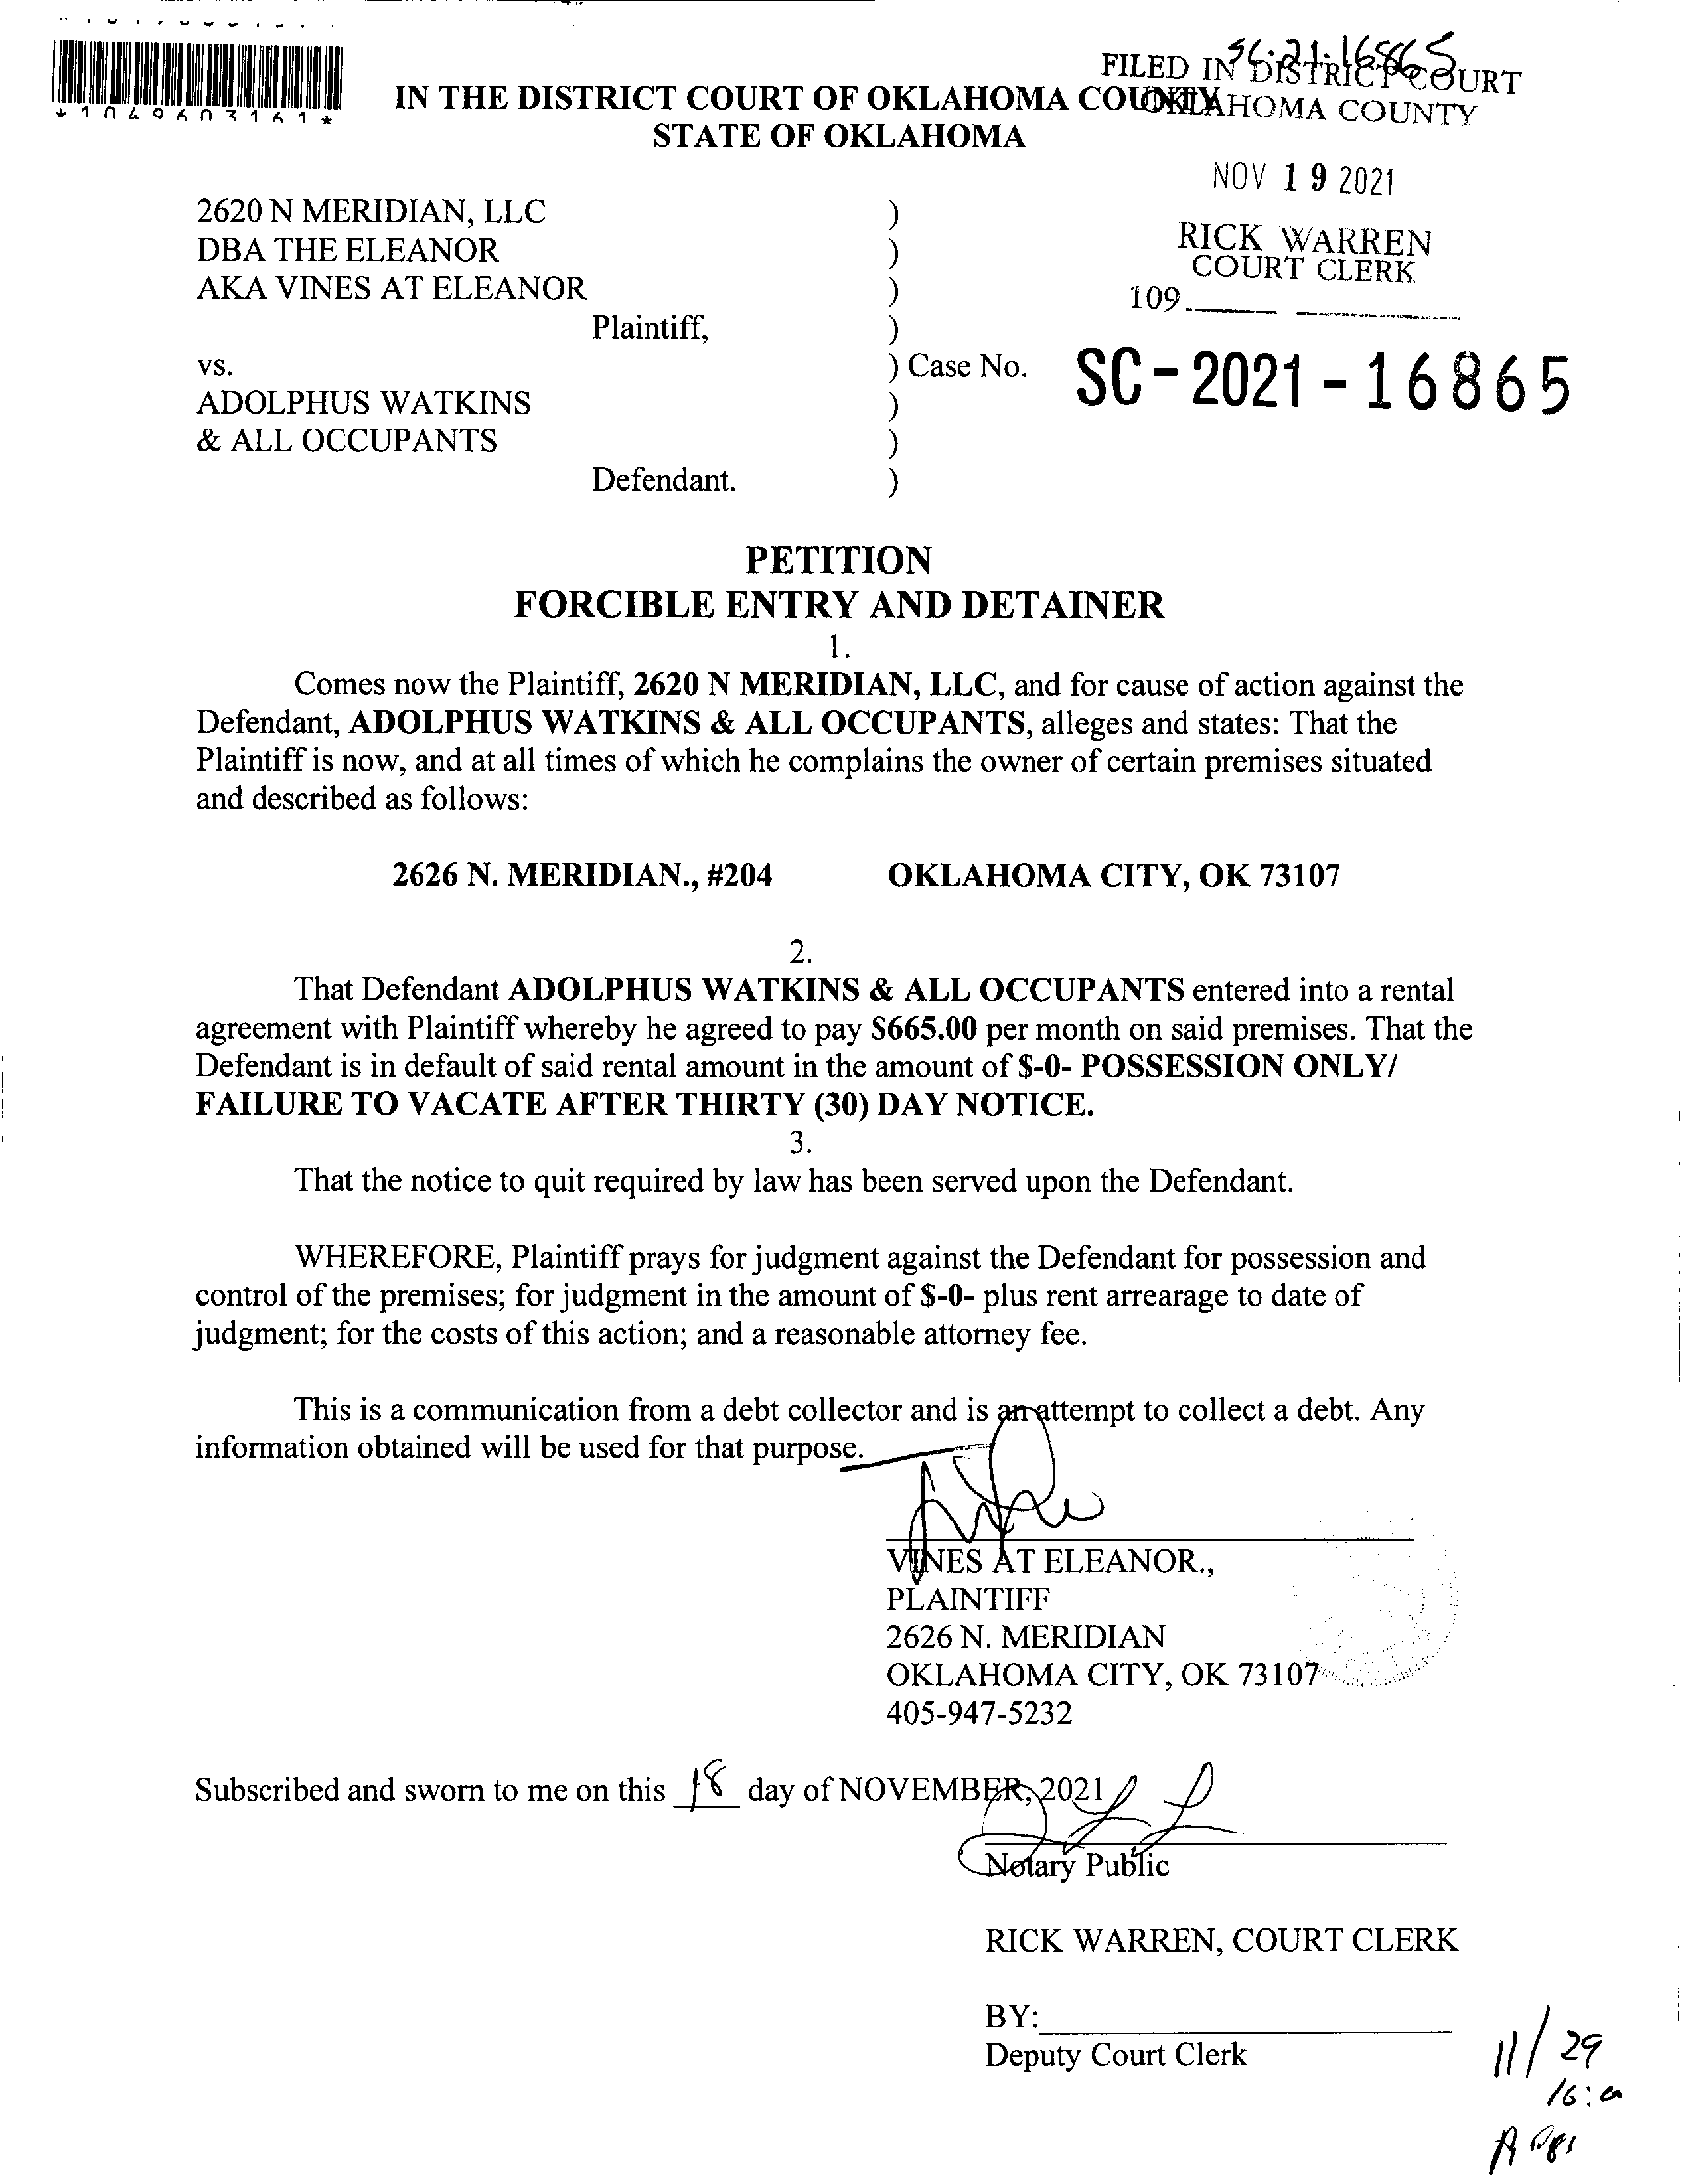 *1049603161*
SC-21-16865
FILED IN DISTRICT COURT
OKLAHOMA COUNTY
IN THE DISTRICT COURT OF OKLAHOMA COUNTY
STATE OF OKLAHOMA
NOV 19 2021
RICK WARREN
COURT CLERK
109
2620 N MERIDIAN, LLC )
DBA THE ELEANOR )
AKA VINES AT ELEANOR )
Plaintiff, )
vs. ) Case No. SC-2021-16865
ADOLPHUS WATKINS )
& ALL OCCUPANTS )
Defendant. )
PETITION
FORCIBLE ENTRY AND DETAINER
1.
Comes now the Plaintiff, 2620 N MERIDIAN, LLC, and for cause of action against the
Defendant, ADOLPHUS WATKINS & ALL OCCUPANTS, alleges and states: That the
Plaintiff is now, and at all times of which he complains the owner of certain premises situated
and described as follows:
2626 N. MERIDIAN., #204 OKLAHOMA CITY, OK 73107
2.
That Defendant ADOLPHUS WATKINS & ALL OCCUPANTS entered into a rental
agreement with Plaintiff whereby he agreed to pay $665.00 per month on said premises. That the
Defendant is in default of said rental amount in the amount of $-0- POSSESSION ONLY/
FAILURE TO VACATE AFTER THIRTY (30) DAY NOTICE.
3.
That the notice to quit required by law has been served upon the Defendant.
WHEREFORE, Plaintiff prays for judgment against the Defendant for possession and
control of the premises; for judgment in the amount of $-0- plus rent arrearage to date of
judgment; for the costs of this action; and a reasonable attorney fee.
This is a communication from a debt collector and is an attempt to collect a debt. Any
information obtained will be used for that purpose.
VINES AT ELEANOR.,
PLAINTIFF
2626 N. MERIDIAN
OKLAHOMA CITY, OK 73107
405-947-5232
Subscribed and sworn to me on this 18 day of NOVEMBER, 2021
Notary Public
RICK WARREN, COURT CLERK
BY:
Deputy Court Clerk
11/29